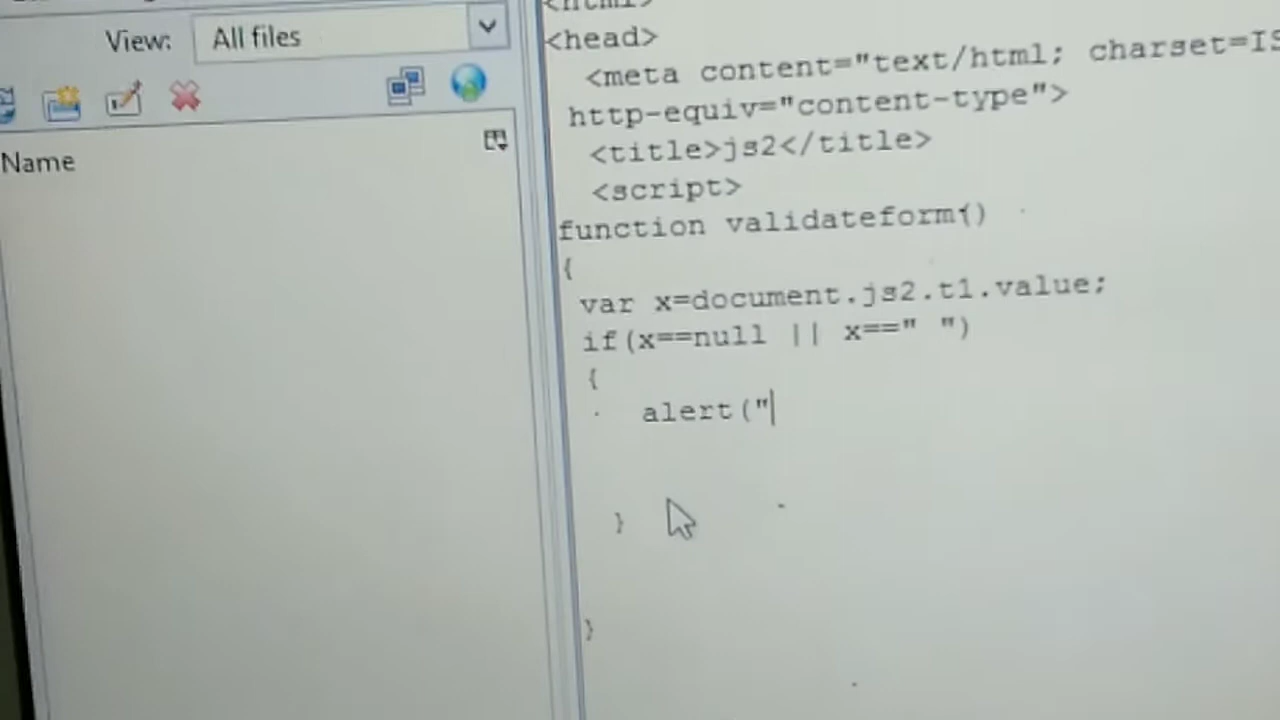 View: All files
Name
<html>
<head>
<meta content="text/html; charset=IS
http-equiv="content-type">
<title>js2</title>
<script>
function validateform()
{
var x=document.js2.t1.value;
if(x==null || x==" ")
{
alert("
}
}